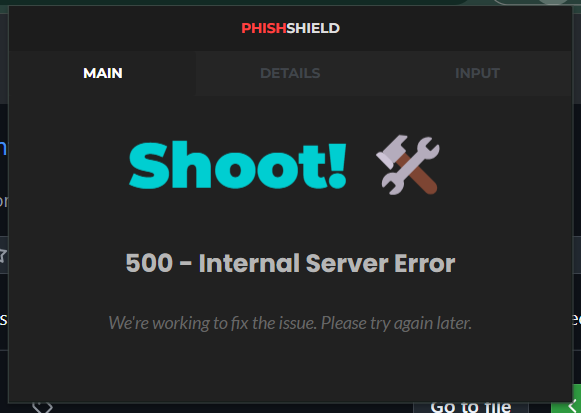 PHISHSHIELD
MAIN DETAILS INPUT
Shoot!
500 - Internal Server Error
We're working to fix the issue. Please try again later.
Go to file